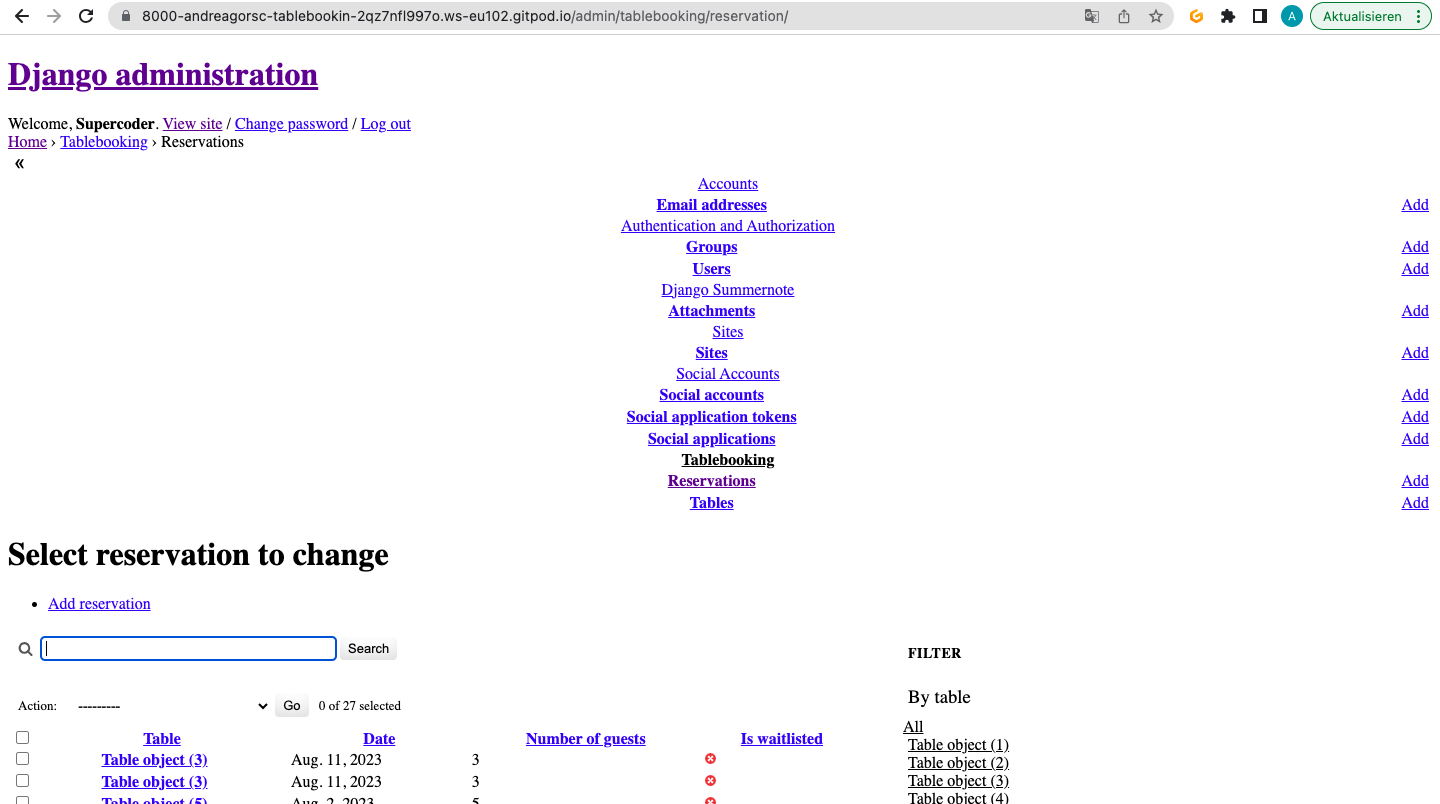 8000-andreagorsc-tablebookin-2qz7nfl997o.ws-eu102.gitpod.io/admin/tablebooking/reservation/
A
Aktualisieren
Django administration
Welcome, Supercoder. View site / Change password / Log out
Home › Tablebooking › Reservations
«
Accounts
Email addresses Add
Authentication and Authorization
Groups Add
Users Add
Django Summernote
Attachments Add
Sites
Sites Add
Social Accounts
Social accounts Add
Social application tokens Add
Social applications Add
Tablebooking
Reservations Add
Tables Add
Select reservation to change
• Add reservation
Search
Action: --------- Go 0 of 27 selected
Table Date Number of guests Is waitlisted
Table object (3) Aug. 11, 2023 3
Table object (3) Aug. 11, 2023 3
Table object (5) Aug. 2, 2023 5
FILTER
By table
All
Table object (1)
Table object (2)
Table object (3)
Table object (4)